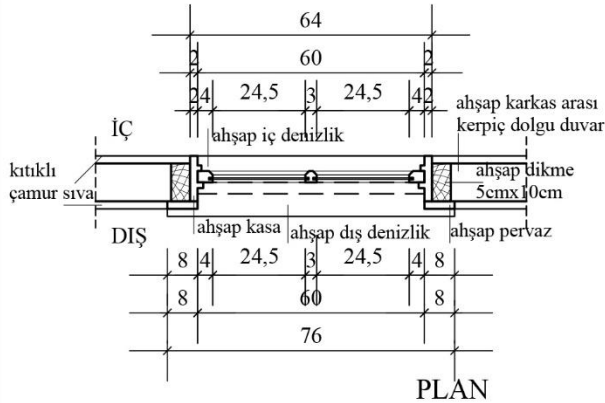 64
2 60 2
2 4 24,5 3 24,5 4 2
İÇ
ahşap iç denizlik
ahşap karkas arası
kerpiç dolgu duvar
kıtıklı
çamur sıva
ahşap dikme
5cmx10cm
DIŞ
ahşap kasa
ahşap dış denizlik
ahşap pervaz
8 4 24,5 3 24,5 4 8
8 60 8
76
PLAN